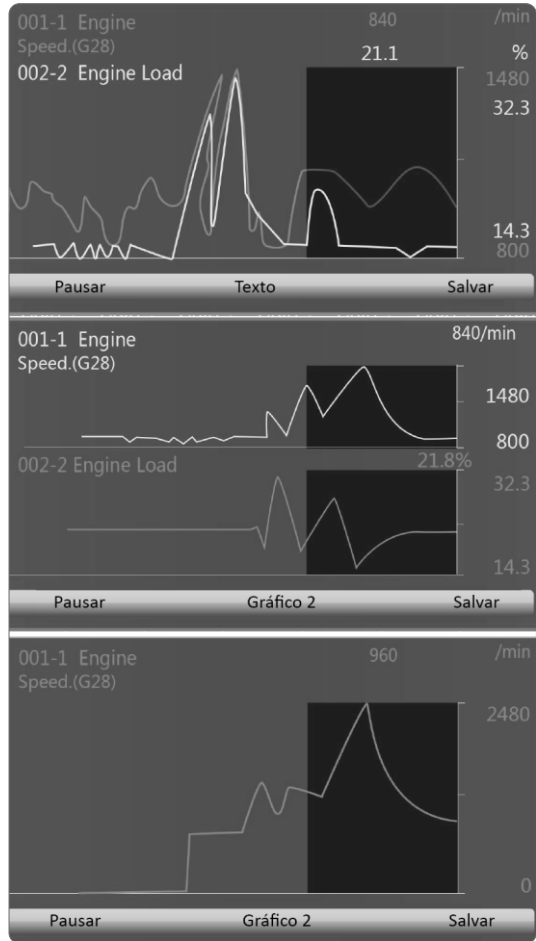 001-1 Engine 840 /min
Speed.(G28)
21.1 %
002-2 Engine Load
1480
32.3
14.3
800
Pausar Texto Salvar
001-1 Engine 840/min
Speed.(G28)
1480
800
002-2 Engine Load 21.8%
32.3
14.3
Pausar Gráfico 2 Salvar
001-1 Engine 960 /min
Speed.(G28)
2480
0
Pausar Gráfico 2 Salvar